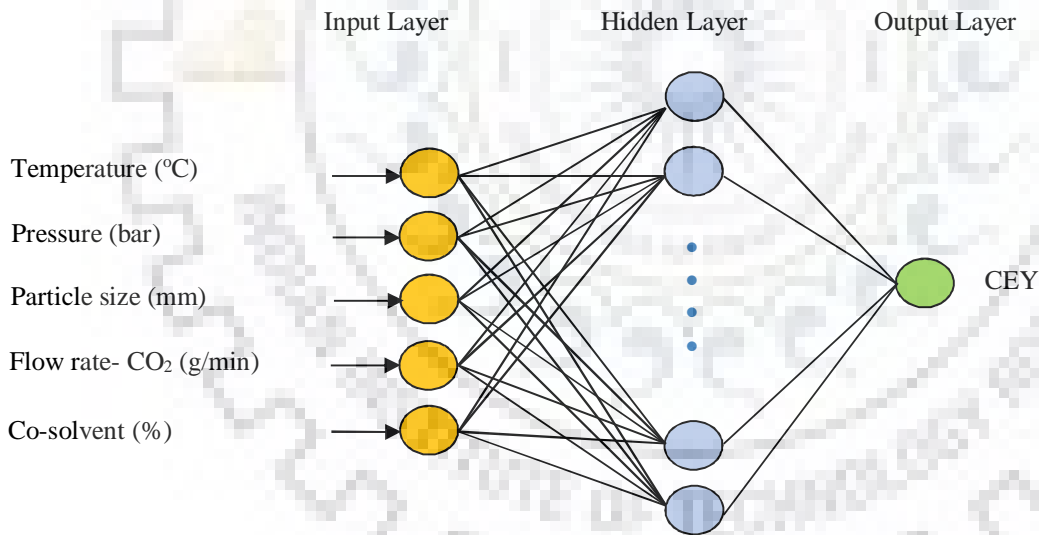 Input Layer
Hidden Layer
Output Layer
Temperature (ºC)
Pressure (bar)
Particle size (mm)
Flow rate- CO₂ (g/min)
Co-solvent (%)
CEY